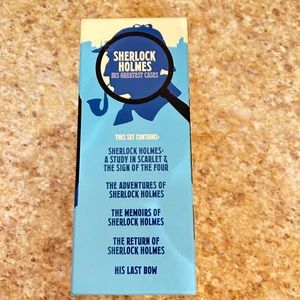 SHERLOCK
HOLMES
HIS GREATEST CASES
THIS SET CONTAINS:
SHERLOCK HOLMES:
A STUDY IN SCARLET &
THE SIGN OF THE FOUR
THE ADVENTURES OF
SHERLOCK HOLMES
THE MEMOIRS OF
SHERLOCK HOLMES
THE RETURN OF
SHERLOCK HOLMES
HIS LAST BOW